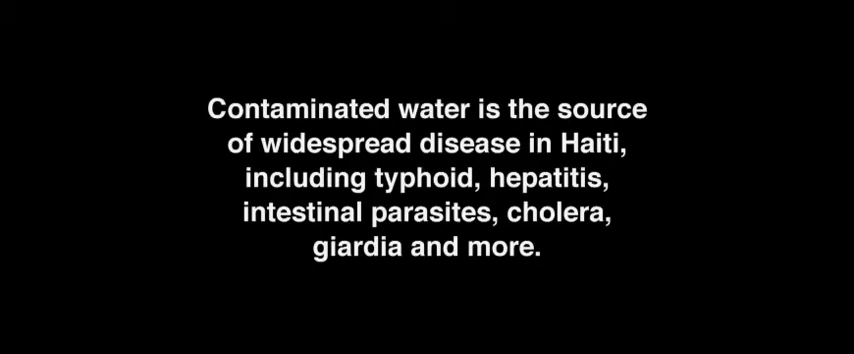 Contaminated water is the source
of widespread disease in Haiti,
including typhoid, hepatitis,
intestinal parasites, cholera,
giardia and more.